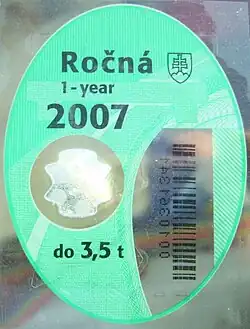 Ročná
1 - year
2007
do 3,5 t